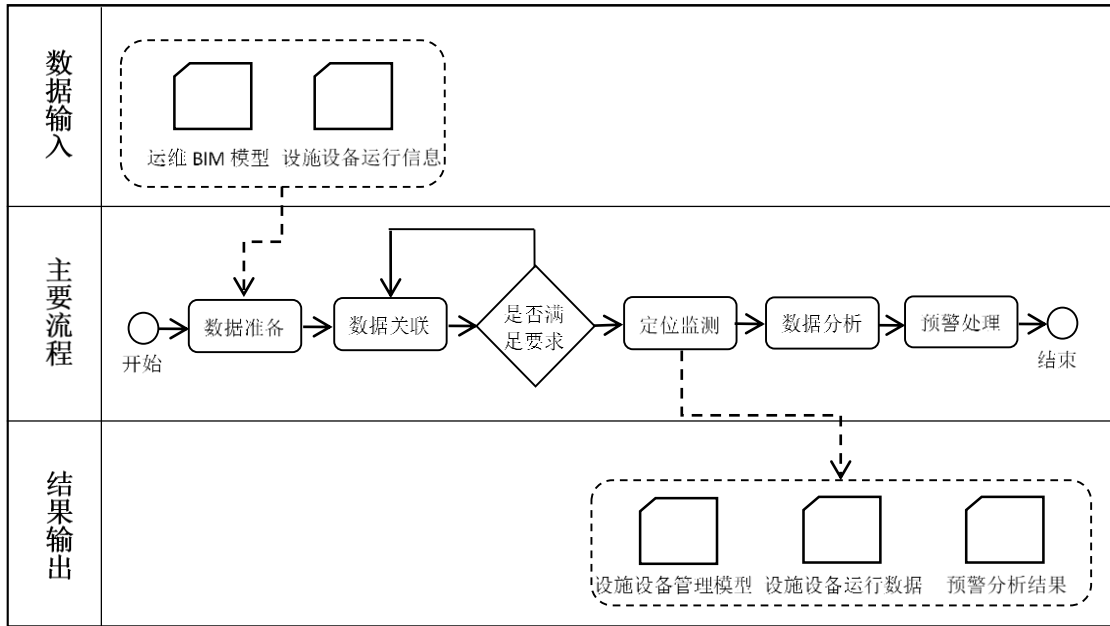 数据输入
运维 BIM 模型
设施设备运行信息
主要流程
开始
数据准备
数据关联
是否满
足要求
定位监测
数据分析
预警处理
结束
结果输出
设施设备管理模型
设施设备运行数据
预警分析结果